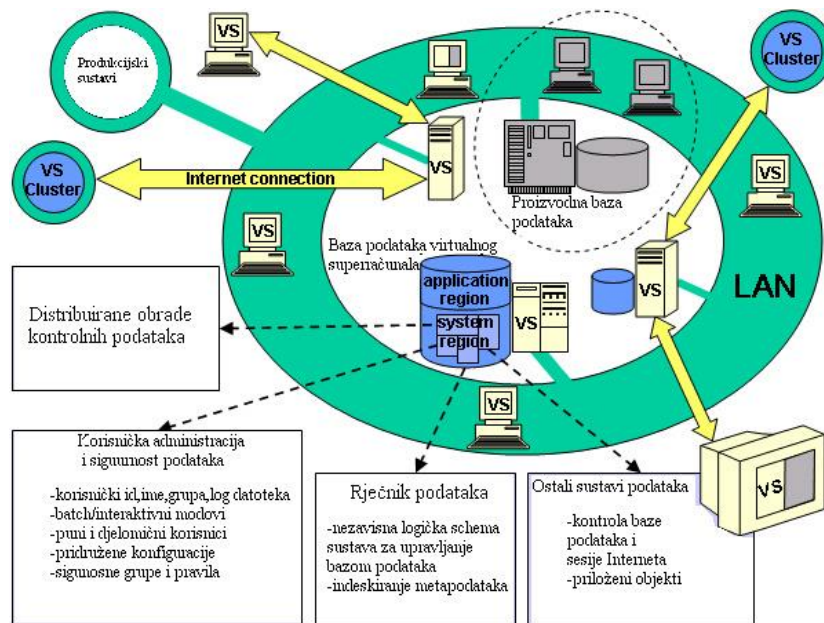 VS
VS
Cluster
Produkcijski
sustavi
VS
Cluster
Internet connection
VS
VS
Proizvodna baza
podataka
VS
Baza podataka virtualnog
superračunala
application
region
system
region
VS
VS
LAN
Distribuirane obrade
kontrolnih podataka
VS
VS
Korisnička administracija
i siguurnost podataka
-korisnički id,ime,grupa,log datoteka
-batch/interaktivni modovi
-puni i djelomični korisnici
-pridružene konfiguracije
-sigunosne grupe i pravila
Rječnik podataka
-nezavisna logička schema
sustava za upravljanje
bazom podataka
-indeskiranje metapodataka
Ostali sustavi podataka
-kontrola baze
podataka i
sesije Interneta
-priloženi objekti